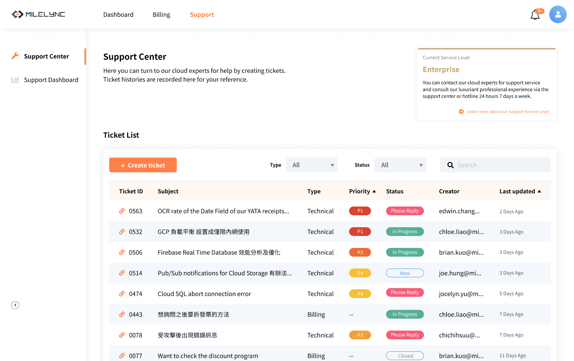 MILELYNC
Dashboard
Billing
Support
Support Center
Support Dashboard
Support Center
Here you can turn to our cloud experts for help by creating tickets.
Ticket histories are recorded here for your reference.
Current Service Level
Enterprise
You can contact our cloud experts for support service
and consult our luxuriant professional experience via the
support center or hotline 24 hours 7 days a week.
Learn more about our Support Service Level
Ticket List
+ Create ticket
Type All
Status All
Search
Ticket ID Subject Type Priority Status Creator Last updated
0563 OCR rate of the Date Field of our YATA receipts... Technical P1 Please Reply edwin.chang... 2 Days Ago
0532 GCP 負載平衡 設置成僅限內網使用 Technical P1 In Progress chloe.liao@mi... 3 Days Ago
0506 Firebase Real Time Database 效能分析及優化 Technical P2 In Progress brian.kuo@mi... 3 Days Ago
0514 Pub/Sub notifications for Cloud Storage 有辦法... Technical P4 New joe.hung@mi... 3 Days Ago
0474 Cloud SQL abort connection error Technical P4 Please Reply jocelyn.yu@m... 5 Days Ago
0443 想詢問之後要拆發票的方法 Billing -- In Progress chloe.liao@mi... 7 Days Ago
0078 受攻擊後出現錯誤訊息 Technical P3 Please Reply chichihsuu@... 7 Days Ago
0077 Want to check the discount program Billing -- Closed brian.kuo@mi... 11 Days Ago